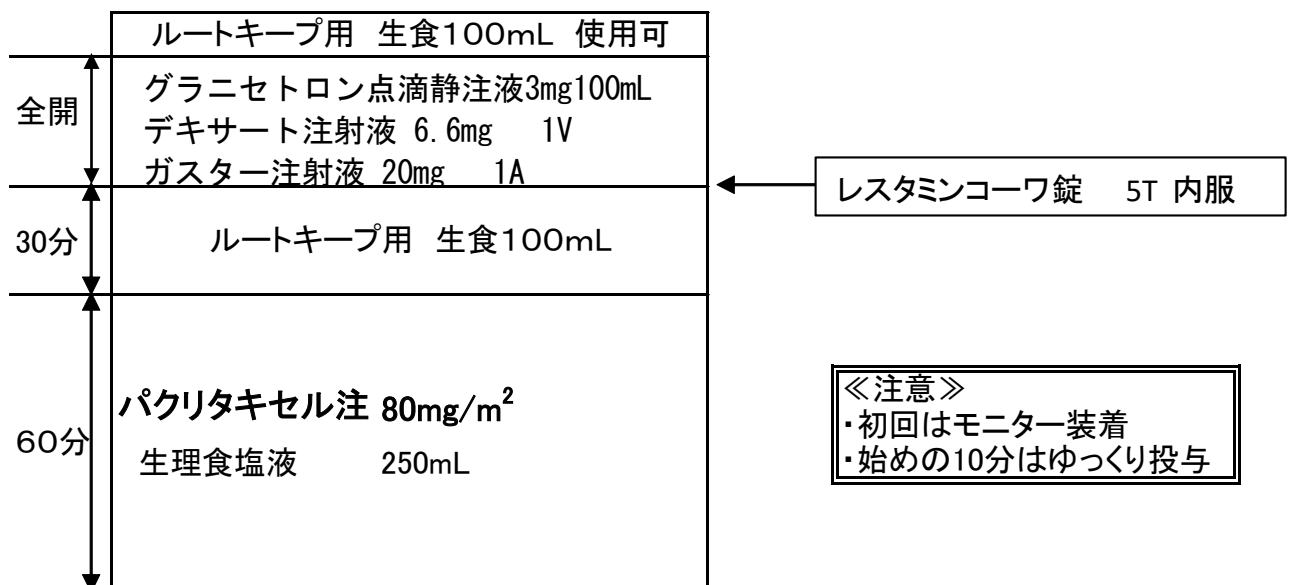 ルートキープ用 生食100mL 使用可
全開
グラニセトロン点滴静注液3mg100mL
デキサート注射液 6.6mg 1V
ガスター注射液 20mg 1A
レスタミンコーワ錠 5T 内服
30分
ルートキープ用 生食100mL
60分
パクリタキセル注 80mg/m²
生理食塩液 250mL
≪注意≫
・初回はモニター装着
・始めの10分はゆっくり投与